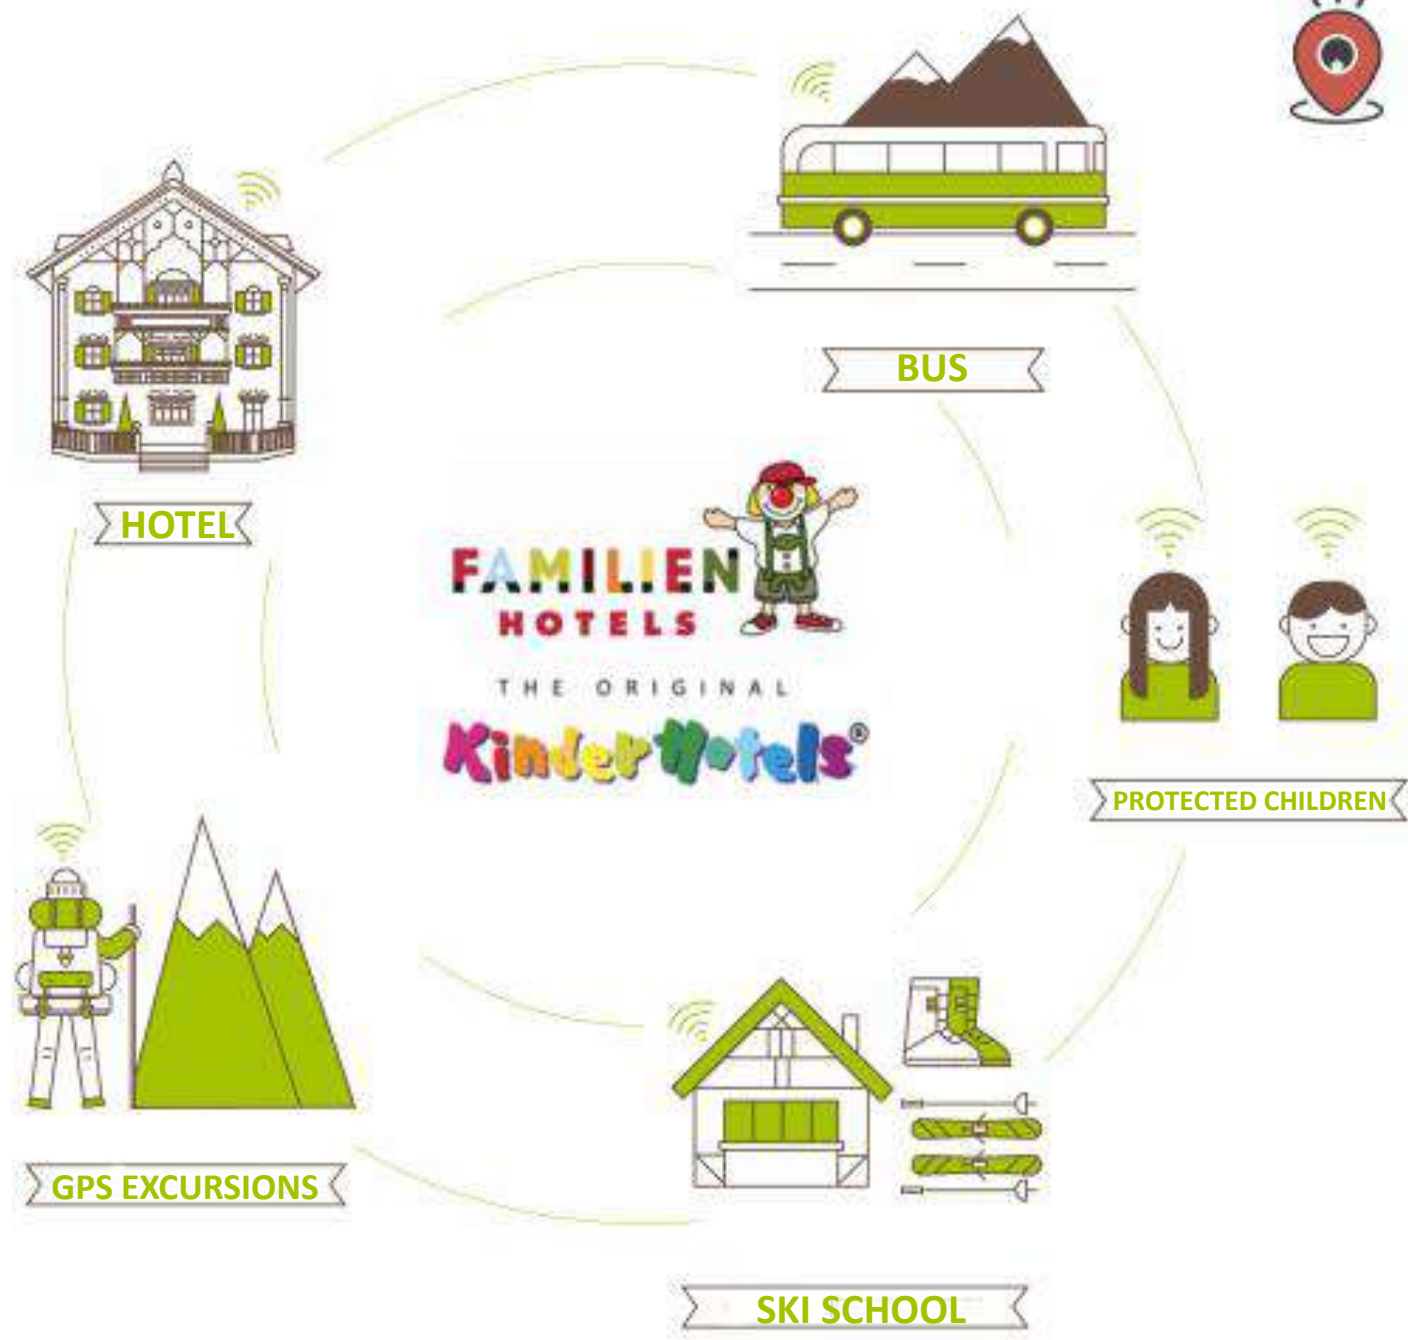 BUS
HOTEL
FAMILIEN
HOTELS
THE ORIGINAL
KinderHotels®
PROTECTED CHILDREN
GPS EXCURSIONS
SKI SCHOOL